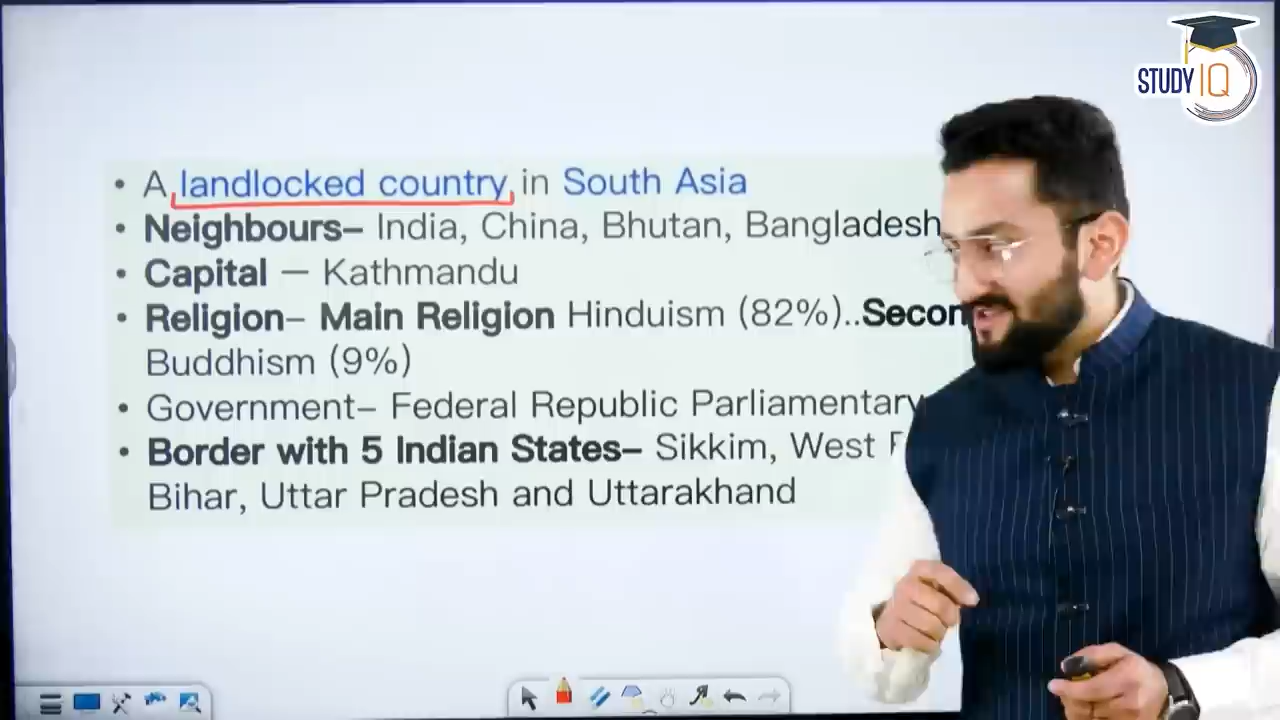 STUDY IQ
• A landlocked country in South Asia
• Neighbours– India, China, Bhutan, Bangladesh
• Capital – Kathmandu
• Religion– Main Religion Hinduism (82%)..Secon
Buddhism (9%)
• Government– Federal Republic Parliamentary
• Border with 5 Indian States– Sikkim, West
Bihar, Uttar Pradesh and Uttarakhand